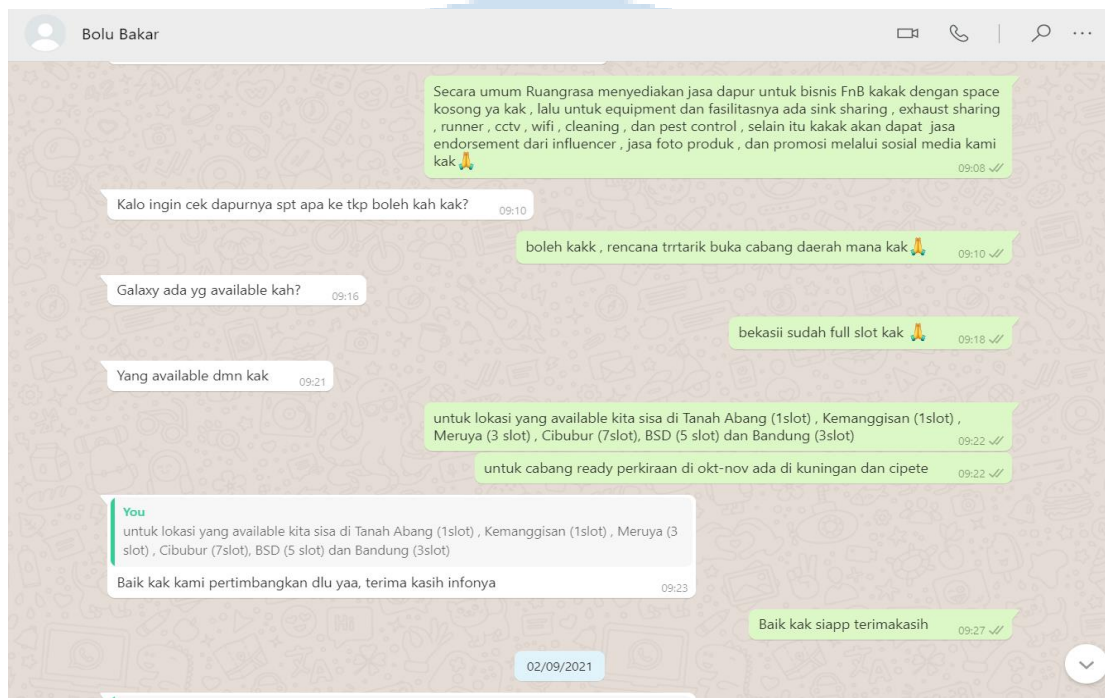 Bolu Bakar
Secara umum Ruangrasa menyediakan jasa dapur untuk bisnis FnB kakak dengan space
kosong ya kak , lalu untuk equipment dan fasilitasnya ada sink sharing , exhaust sharing
, runner , cctv , wifi , cleaning , dan pest control , selain itu kakak akan dapat jasa
endorsement dari influencer , jasa foto produk , dan promosi melalui sosial media kami
kak🙏
09:08
Kalo ingin cek dapurnya spt apa ke tkp boleh kah kak?
09:10
boleh kakk , rencana trrtarik buka cabang daerah mana kak🙏
09:10
Galaxy ada yg available kah?
09:16
bekasii sudah full slot kak 🙏
09:18
Yang available dmn kak
09:21
untuk lokasi yang available kita sisa di Tanah Abang (1slot) , Kemanggisan (1slot) ,
Meruya (3 slot) , Cibubur (7slot), BSD (5 slot) dan Bandung (3slot)
09:22
untuk cabang ready perkiraan di okt-nov ada di kuningan dan cipete
09:22
You
untuk lokasi yang available kita sisa di Tanah Abang (1slot) , Kemanggisan (1slot) , Meruya (3
slot) , Cibubur (7slot), BSD (5 slot) dan Bandung (3slot)
Baik kak kami pertimbangkan dlu yaa, terima kasih infonya
09:23
Baik kak siapp terimakasih
09:27
02/09/2021